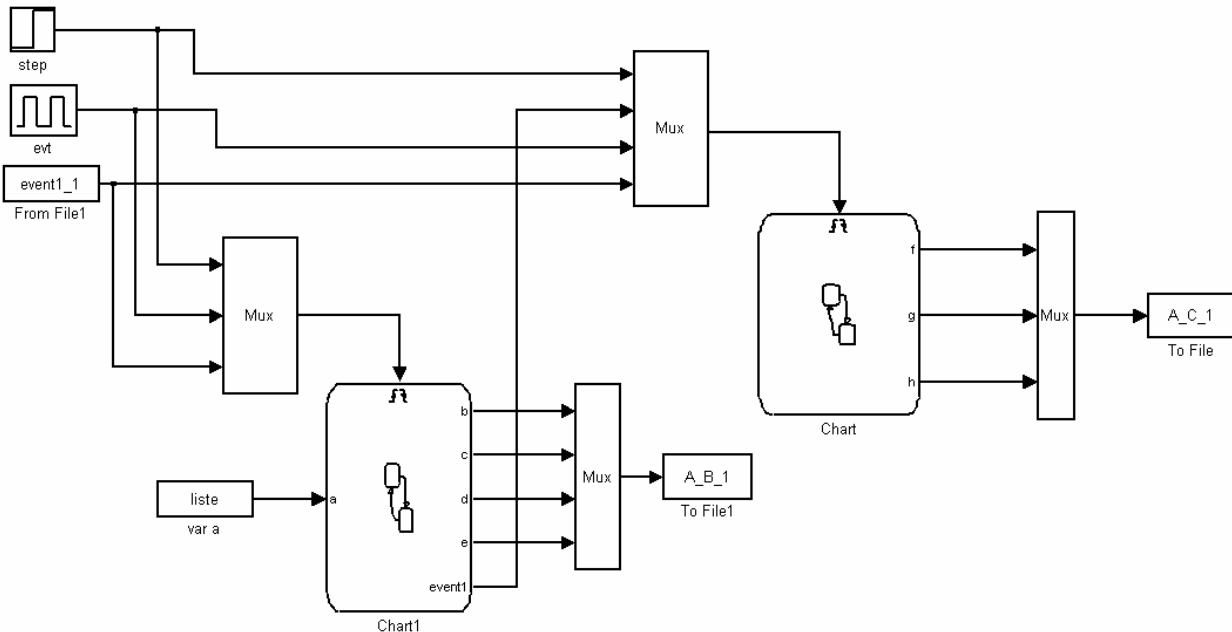 step
evt
event1_1
From File1
Mux
Mux
f
g
h
Chart
Mux
A_C_1
To File
liste
var a
a
b
c
d
e
event1
Chart1
Mux
A_B_1
To File1